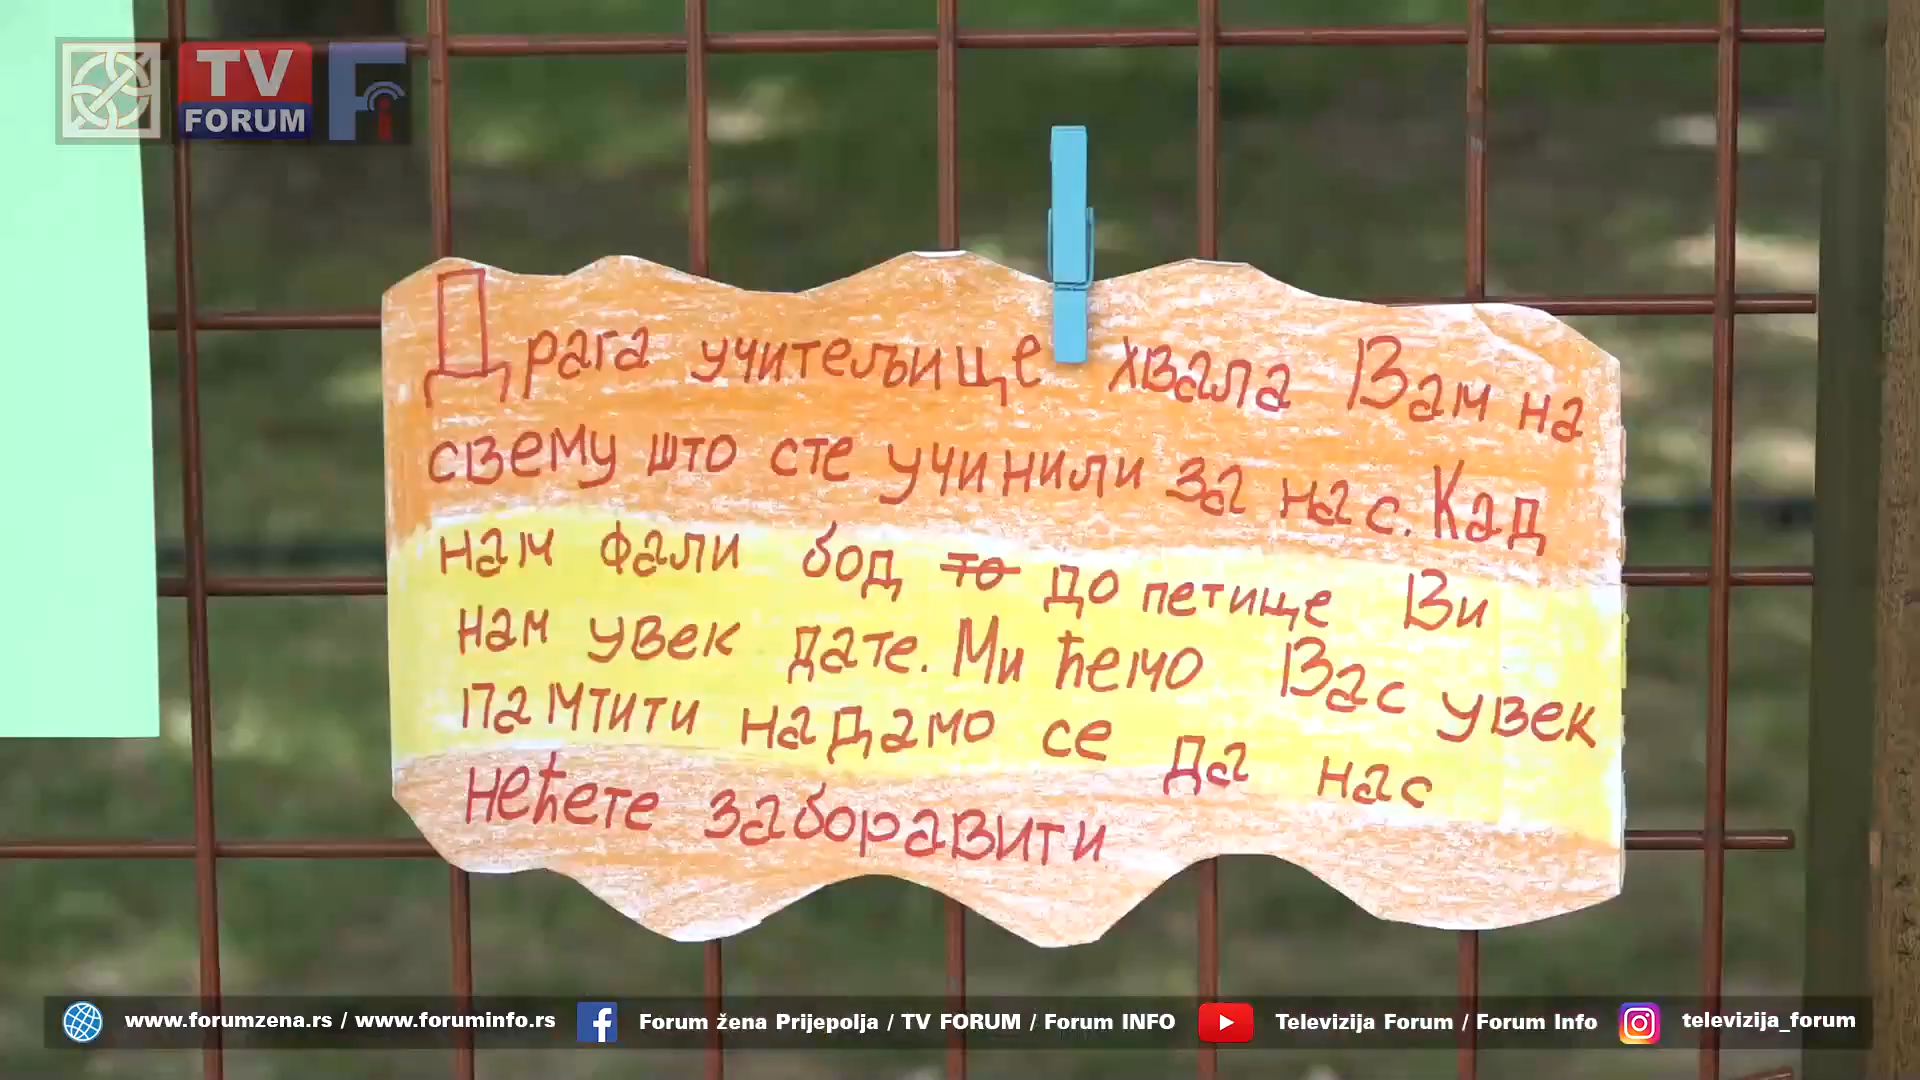 TV
FORUM
Fi
Драга учитељице хвала Вам на
свему што сте учинили за нас. Кад
нам фали бод то до петище Ви
нам увек дате. Ми ћемо Вас увек
памтити надамо се да нас
нећете заборавити
www.forumzena.rs / www.foruminfo.rs
Forum žena Prijepolja / TV FORUM / Forum INFO
Televizija Forum / Forum Info
televizija_forum